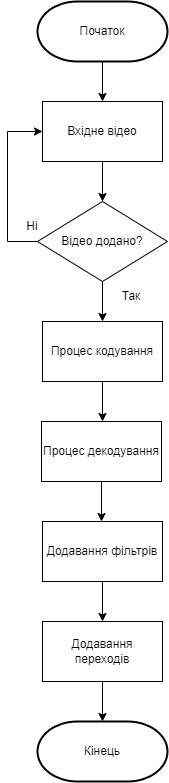 Початок
Вхідне відео
Ні
Відео додано?
Так
Процес кодування
Процес декодування
Додавання фільтрів
Додавання
переходів
Кінець